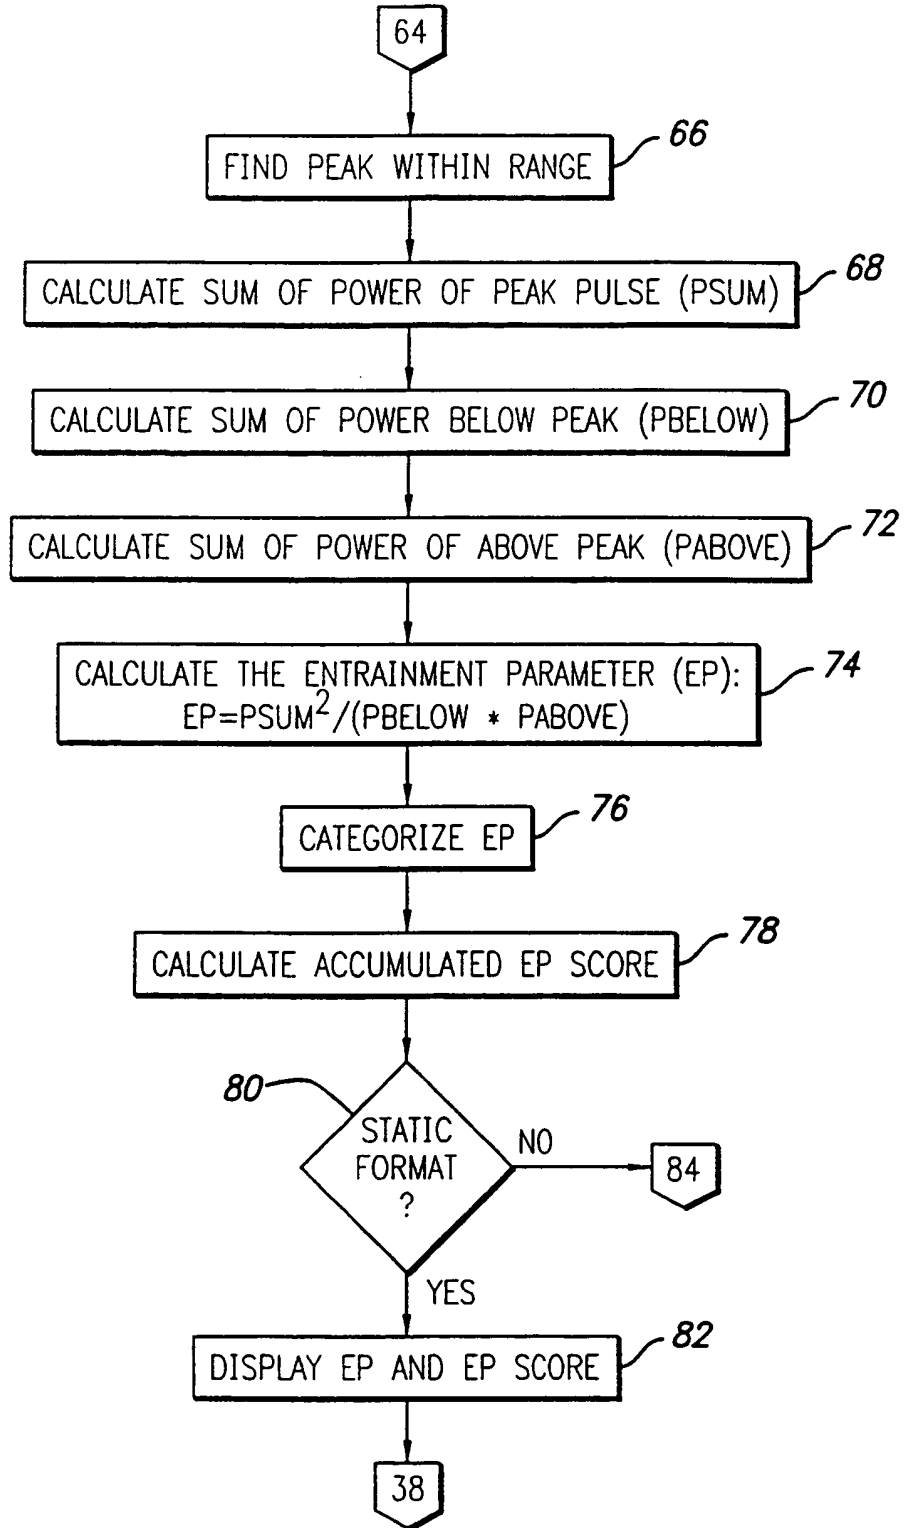 64
66
FIND PEAK WITHIN RANGE
68
CALCULATE SUM OF POWER OF PEAK PULSE (PSUM)
70
CALCULATE SUM OF POWER BELOW PEAK (PBELOW)
72
CALCULATE SUM OF POWER OF ABOVE PEAK (PABOVE)
74
CALCULATE THE ENTRAINMENT PARAMETER (EP):
EP=PSUM²/(PBELOW * PABOVE)
76
CATEGORIZE EP
78
CALCULATE ACCUMULATED EP SCORE
80
STATIC
FORMAT
?
NO
84
YES
82
DISPLAY EP AND EP SCORE
38